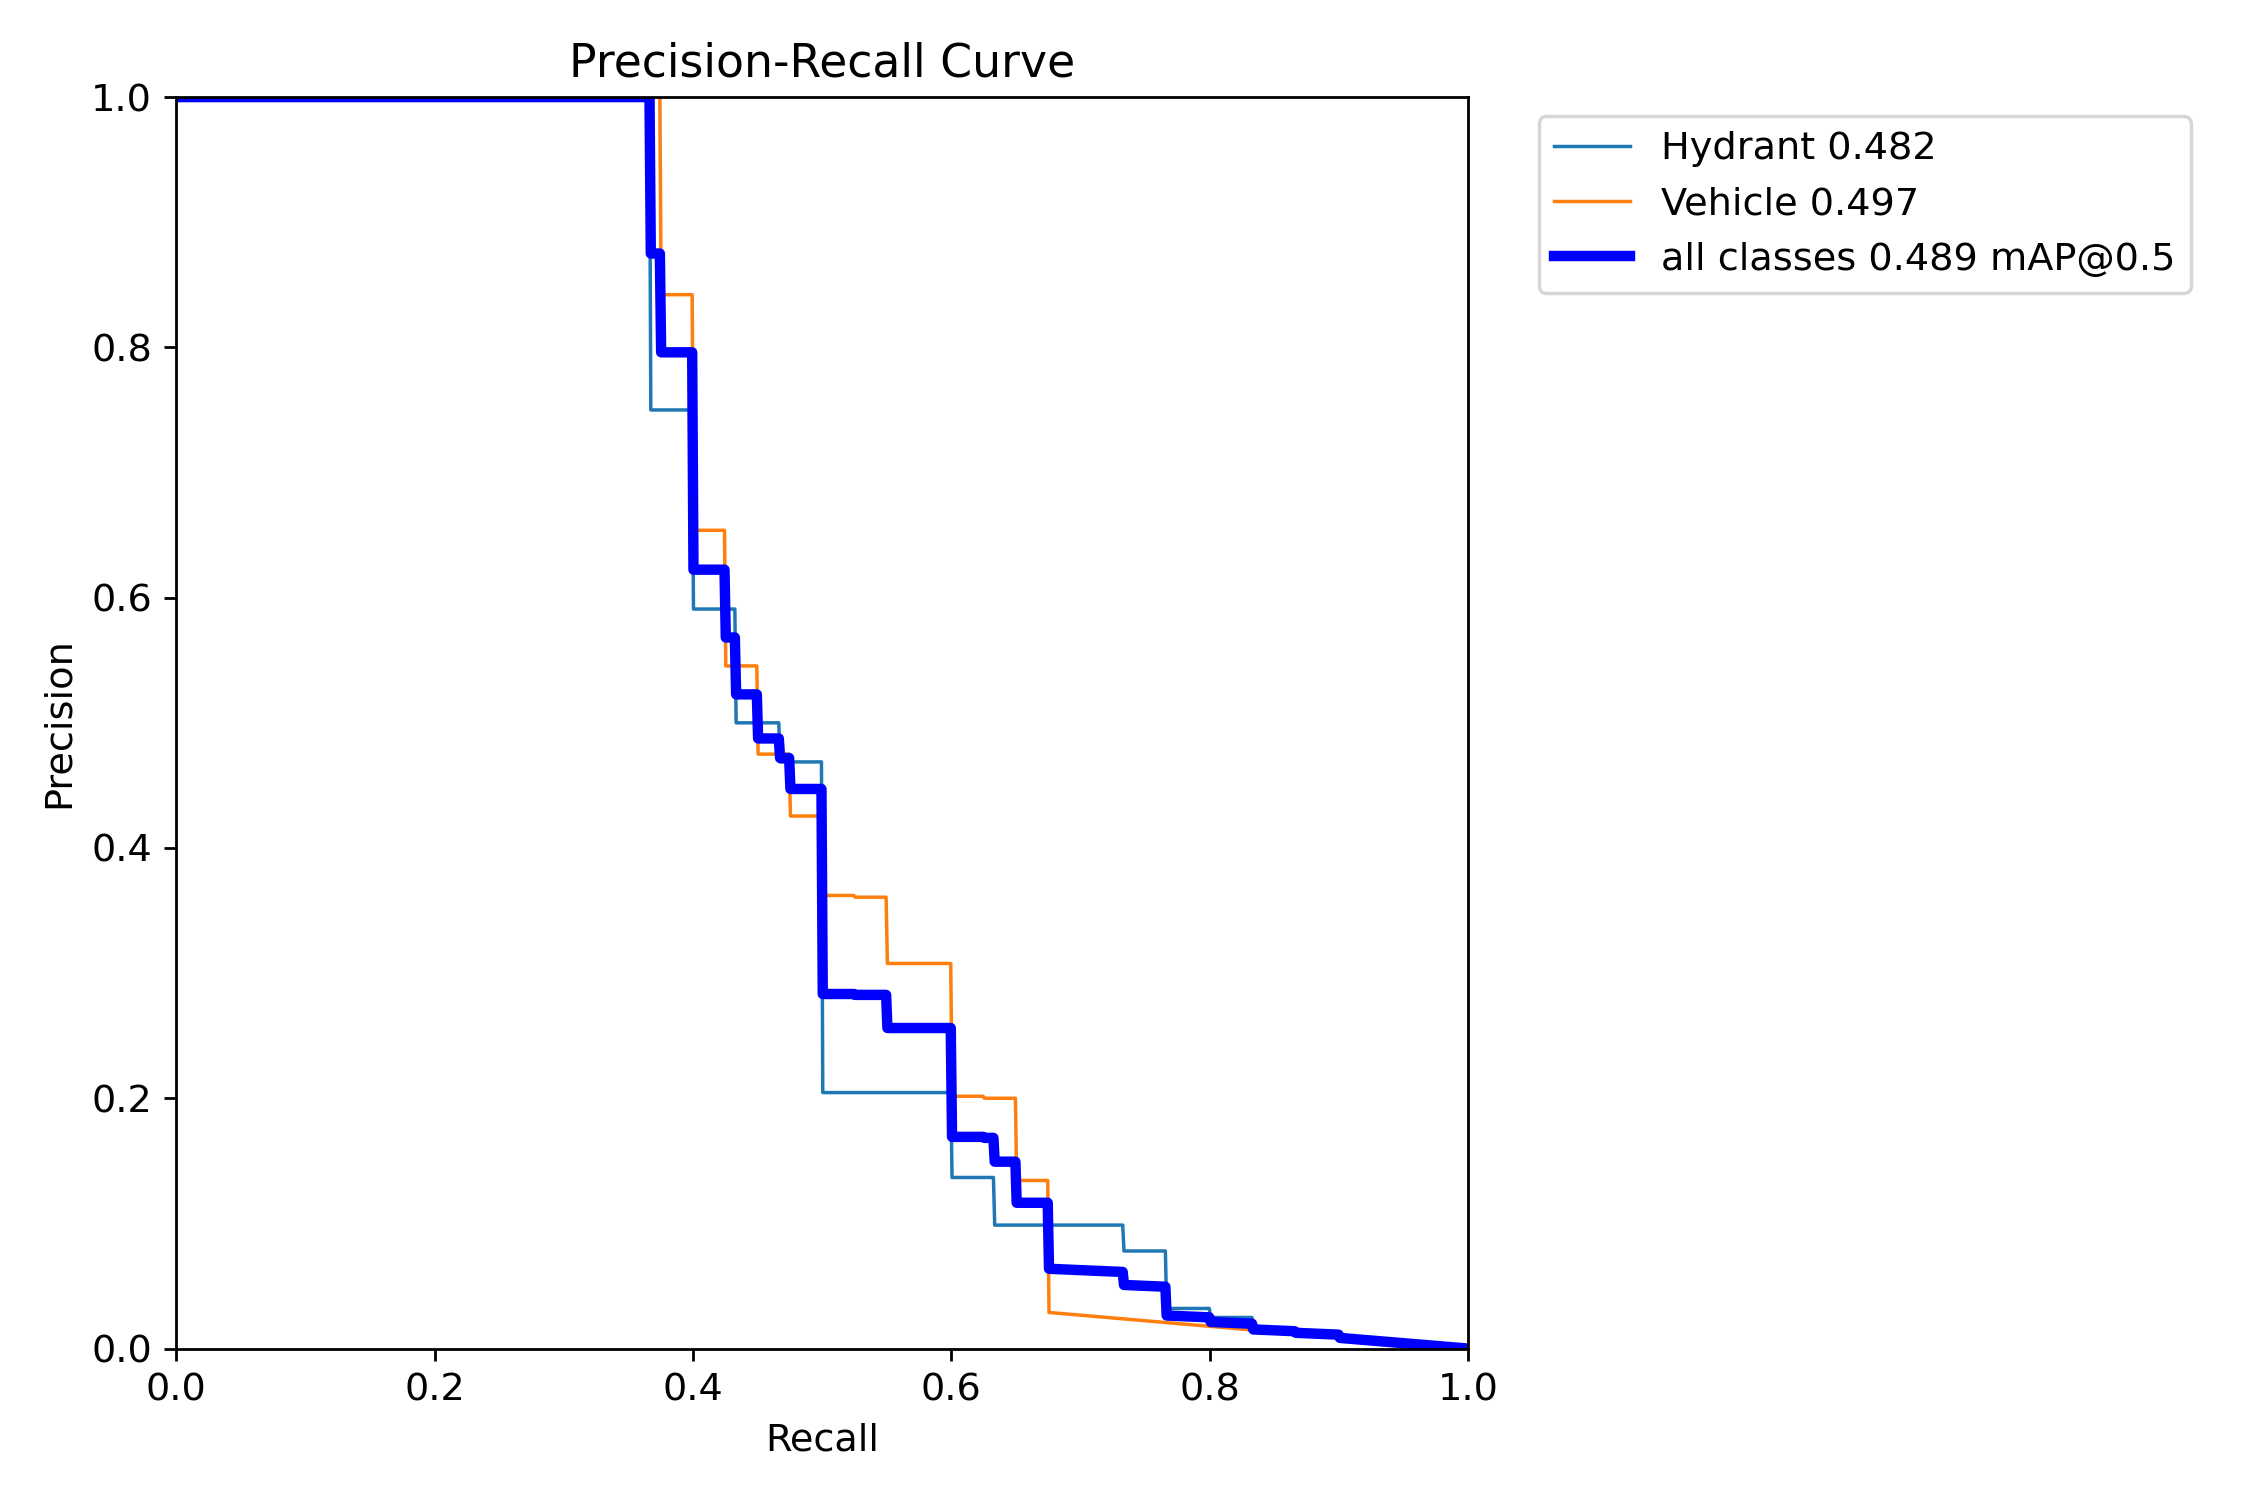 Precision-Recall Curve
1.0
0.8
0.6
0.4
0.2
0.0
Precision
0.0 0.2 0.4 0.6 0.8 1.0
Recall
Hydrant 0.482
Vehicle 0.497
all classes 0.489 mAP@0.5